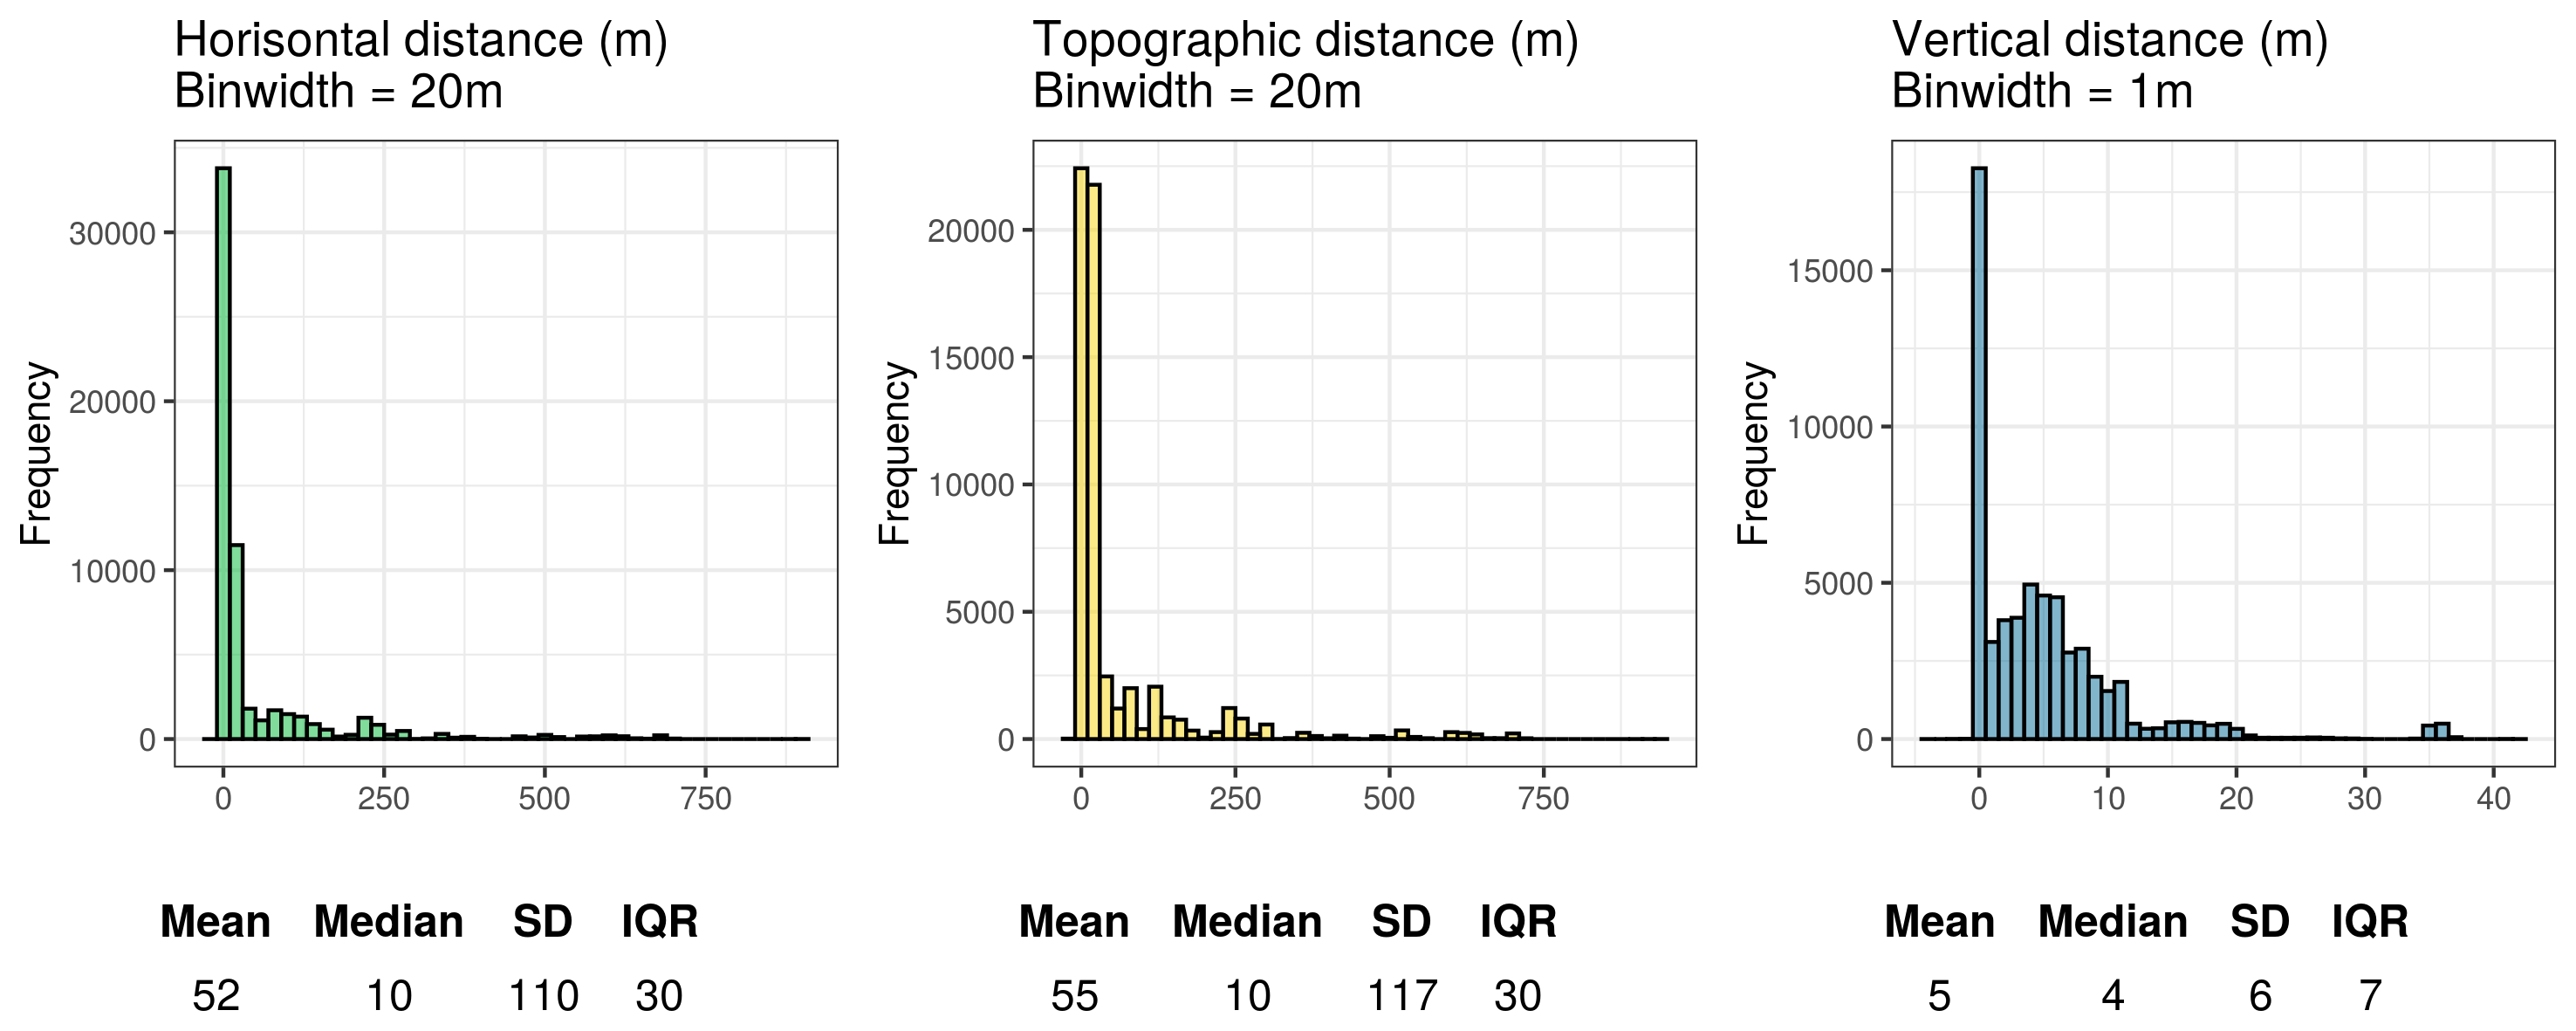 Horisontal distance (m)
Binwidth = 20m
Frequency
30000
20000
10000
0
0 250 500 750
Mean Median SD IQR
52 10 110 30
Topographic distance (m)
Binwidth = 20m
Frequency
20000
15000
10000
5000
0
0 250 500 750
Mean Median SD IQR
55 10 117 30
Vertical distance (m)
Binwidth = 1m
Frequency
15000
10000
5000
0
0 10 20 30 40
Mean Median SD IQR
5 4 6 7